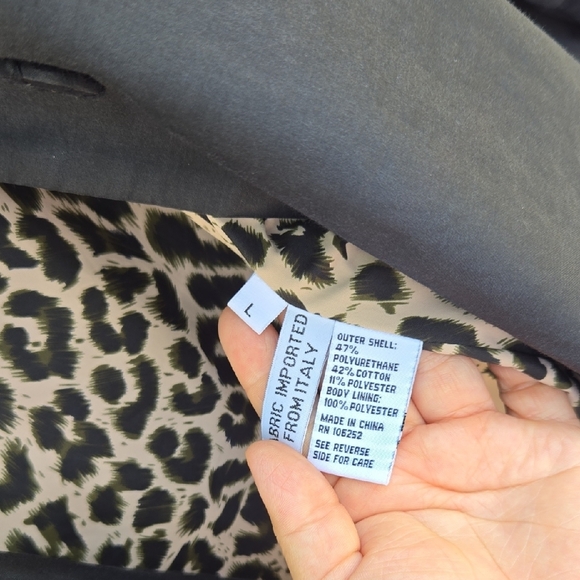 L
FABRIC IMPORTED
FROM ITALY
OUTER SHELL:
47%
POLYURETHANE
42% COTTON
11% POLYESTER
BODY LINING:
100% POLYESTER
MADE IN CHINA
RN 106252
SEE REVERSE
SIDE FOR CARE